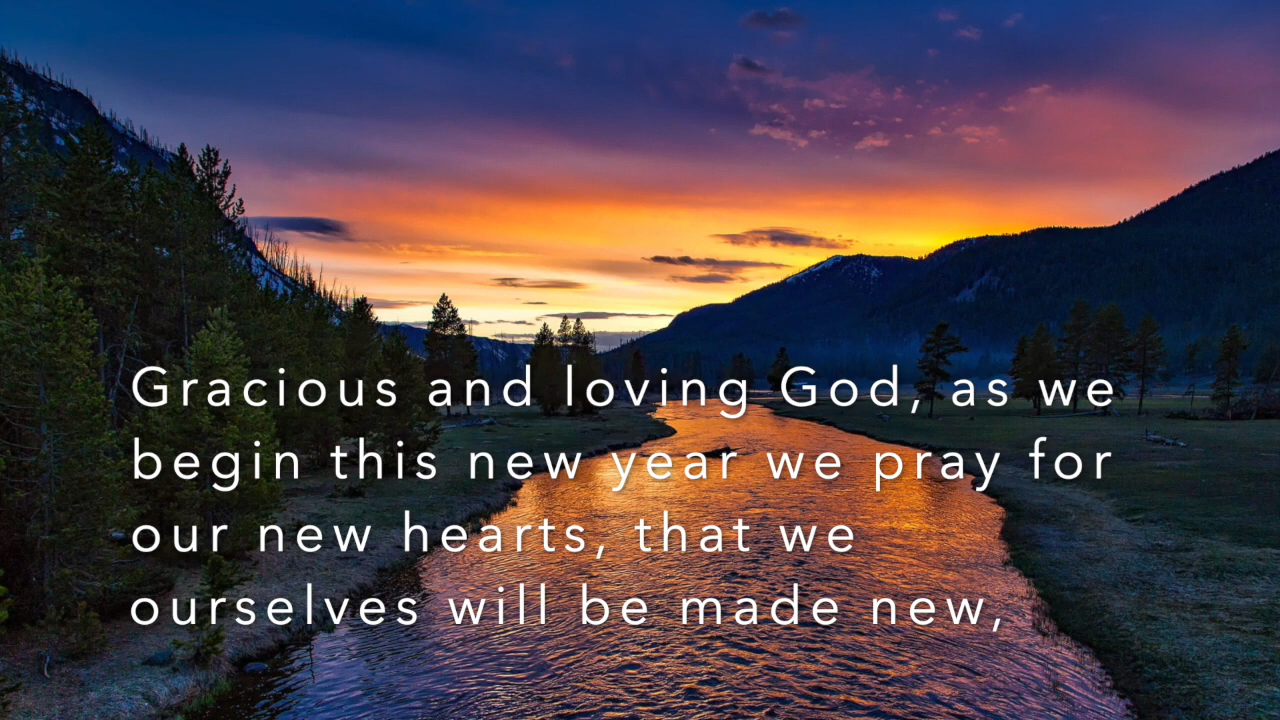 Gracious and loving God, as we
begin this new year we pray for
our new hearts, that we
ourselves will be made new,